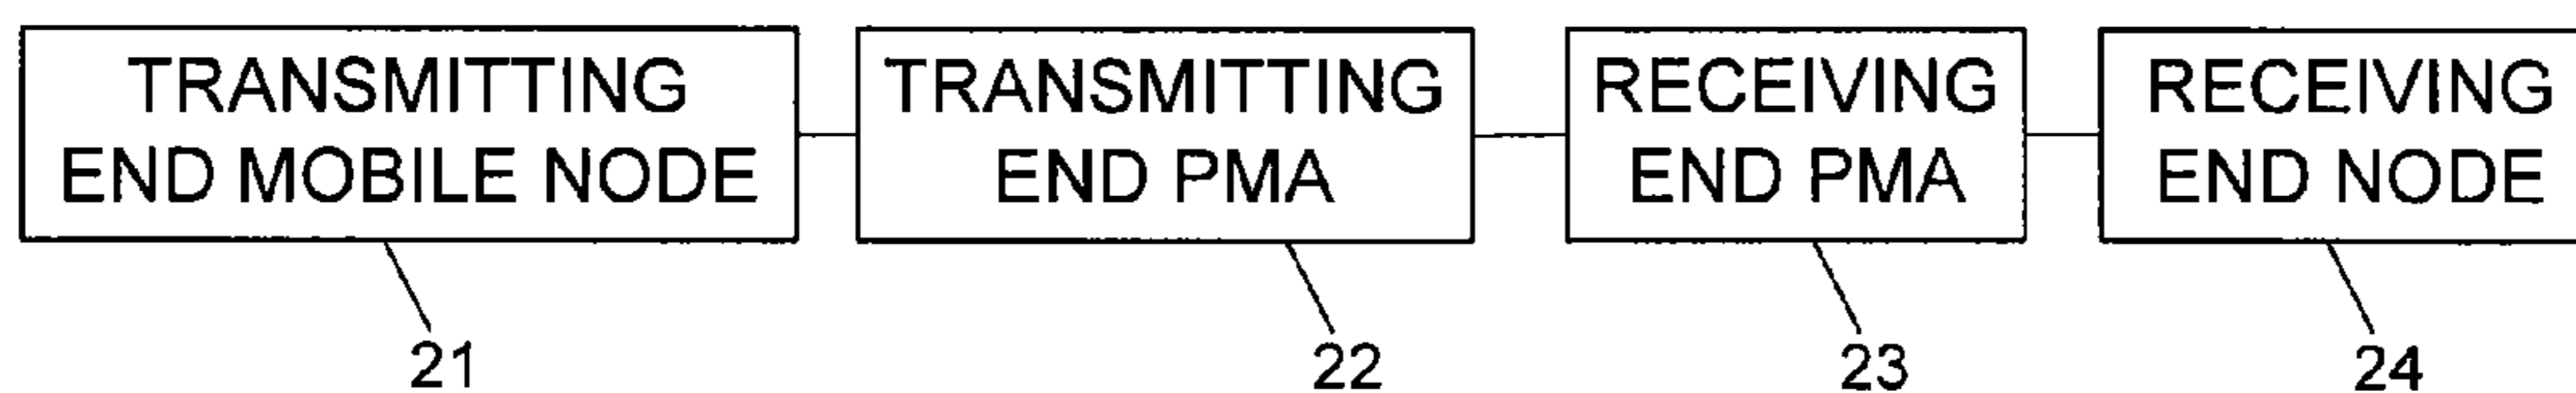 TRANSMITTING
END MOBILE NODE
TRANSMITTING
END PMA
RECEIVING
END PMA
RECEIVING
END NODE
21
22
23
24